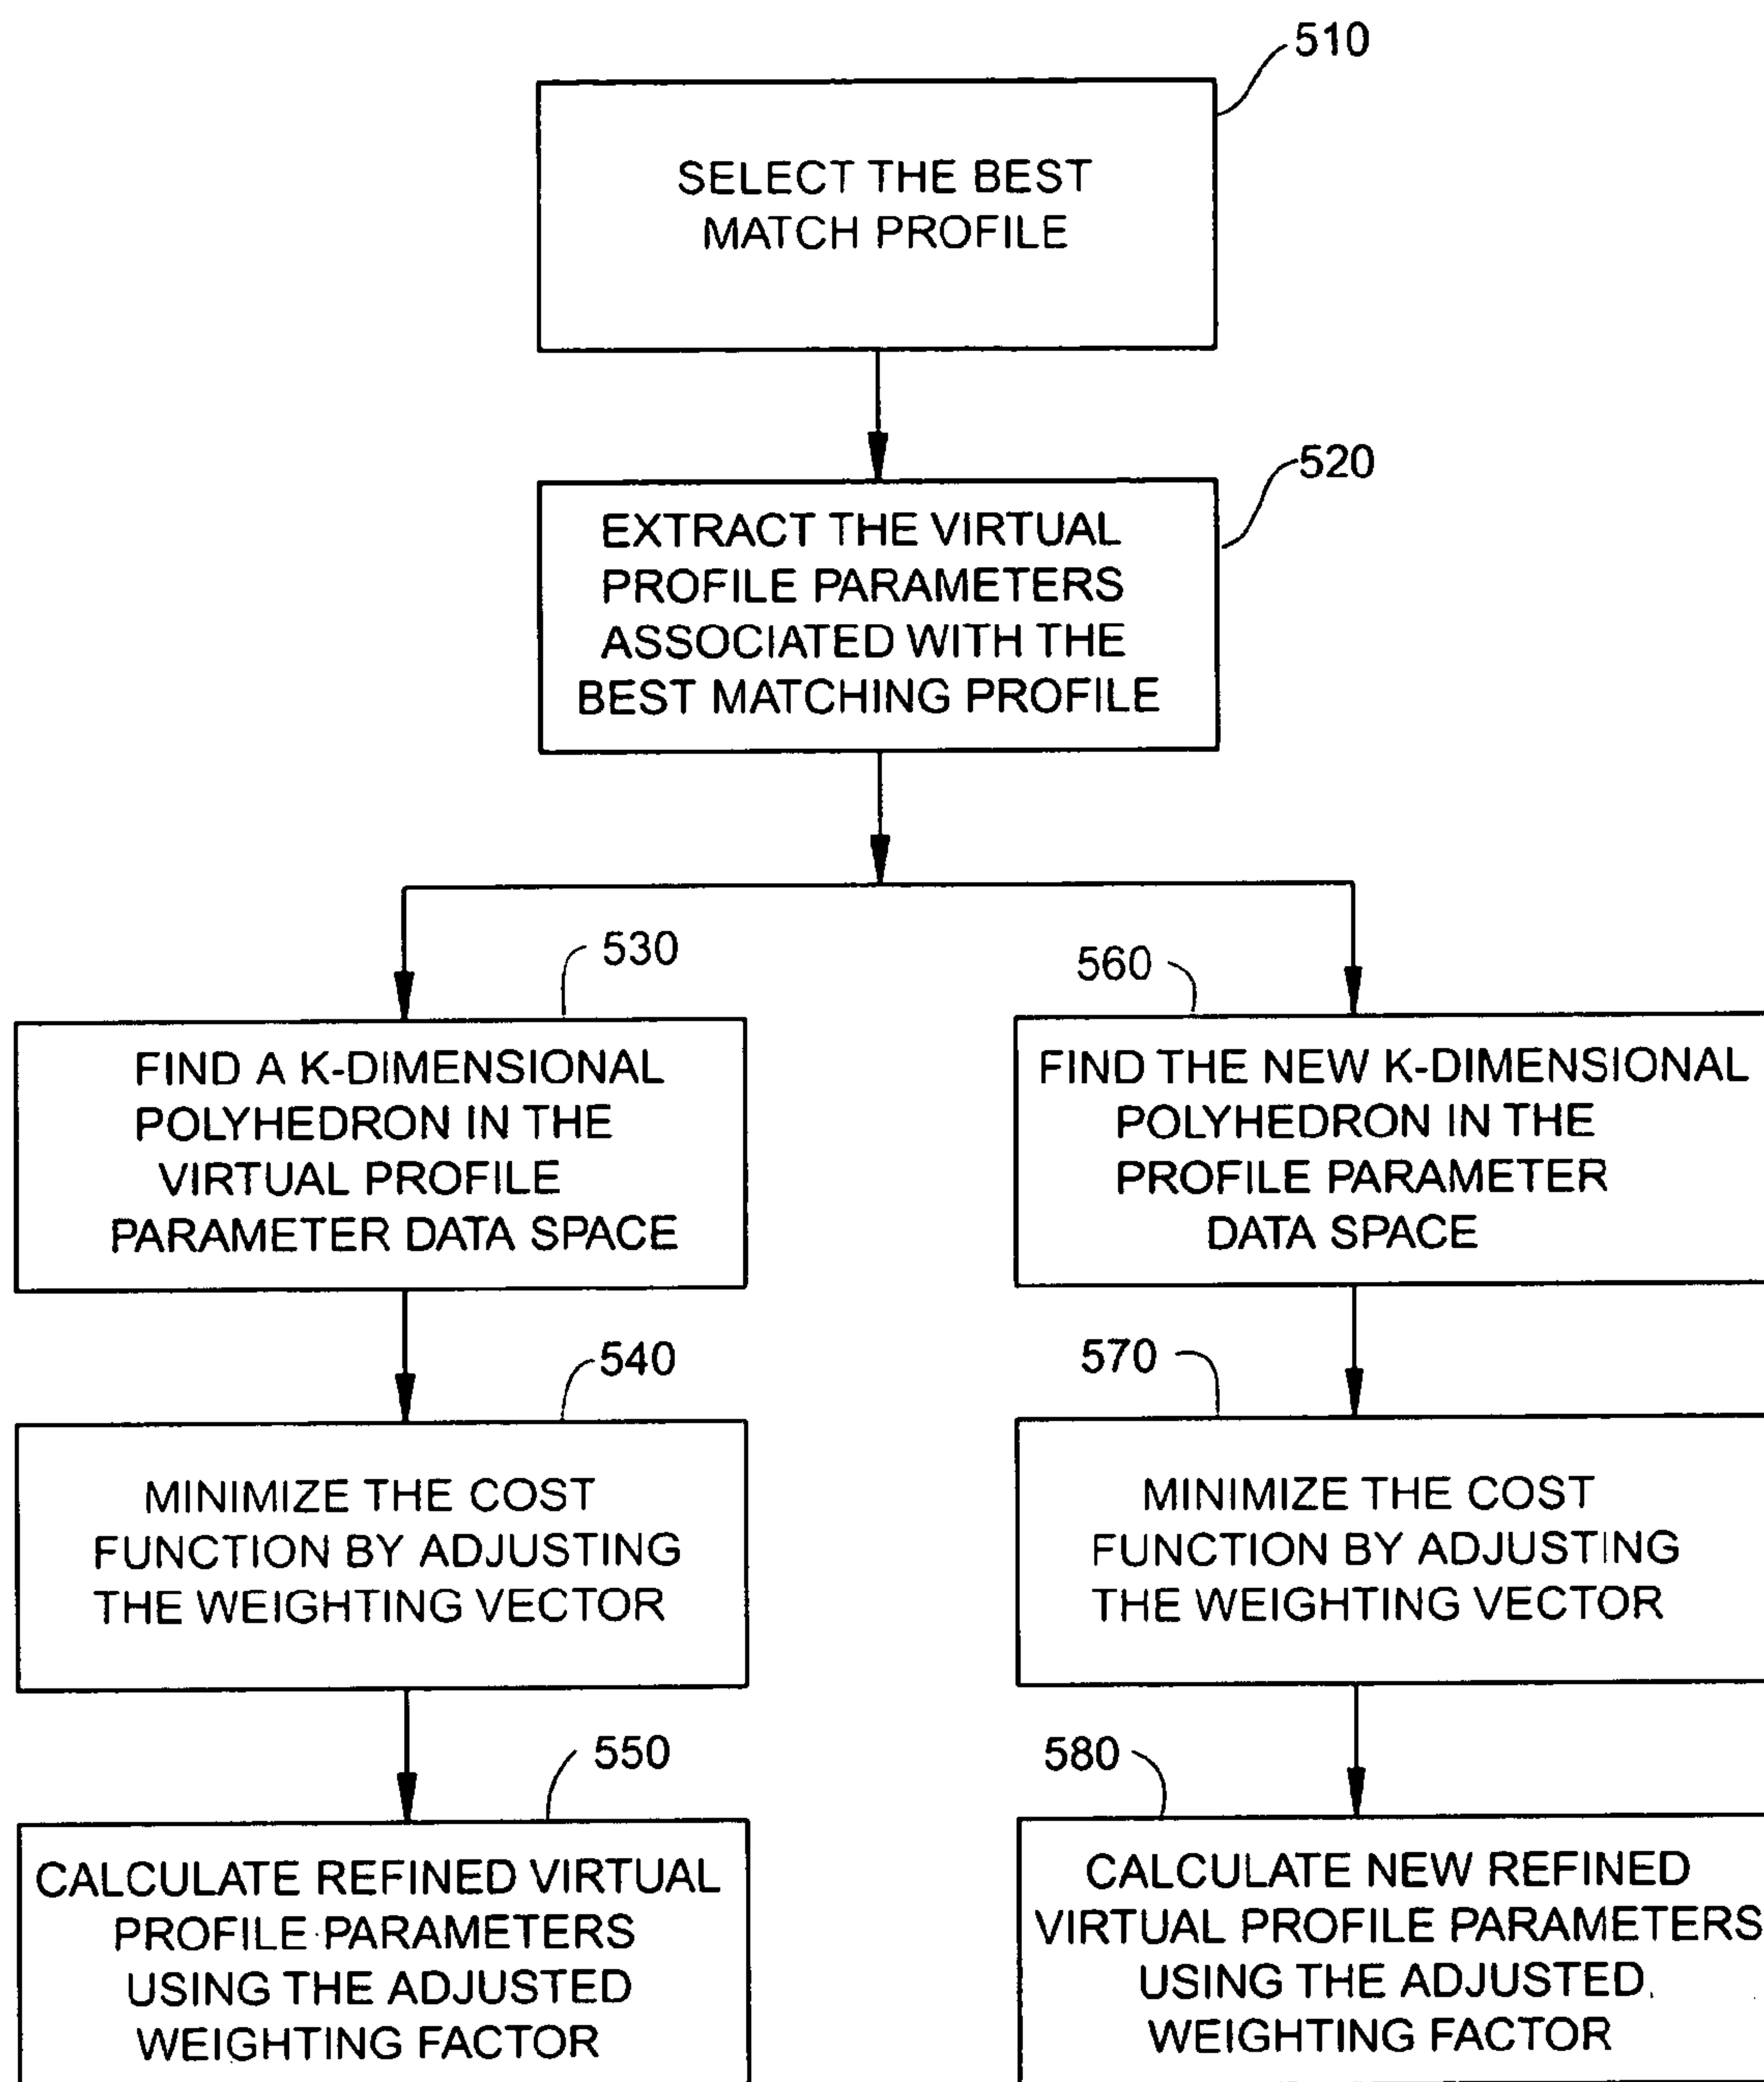 510
SELECT THE BEST
MATCH PROFILE
520
EXTRACT THE VIRTUAL
PROFILE PARAMETERS
ASSOCIATED WITH THE
BEST MATCHING PROFILE
530
FIND A K-DIMENSIONAL
POLYHEDRON IN THE
VIRTUAL PROFILE
PARAMETER DATA SPACE
560
FIND THE NEW K-DIMENSIONAL
POLYHEDRON IN THE
PROFILE PARAMETER
DATA SPACE
540
MINIMIZE THE COST
FUNCTION BY ADJUSTING
THE WEIGHTING VECTOR
570
MINIMIZE THE COST
FUNCTION BY ADJUSTING
THE WEIGHTING VECTOR
550
CALCULATE REFINED VIRTUAL
PROFILE PARAMETERS
USING THE ADJUSTED
WEIGHTING FACTOR
580
CALCULATE NEW REFINED
VIRTUAL PROFILE PARAMETERS
USING THE ADJUSTED
WEIGHTING FACTOR